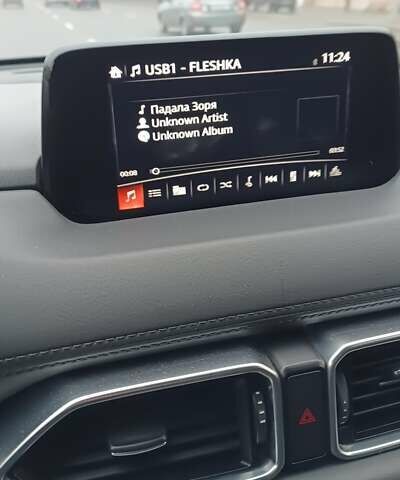 USB1 - FLESHKA 11:24
Падала Зоря
Unknown Artist
Unknown Album
00:08 03:52